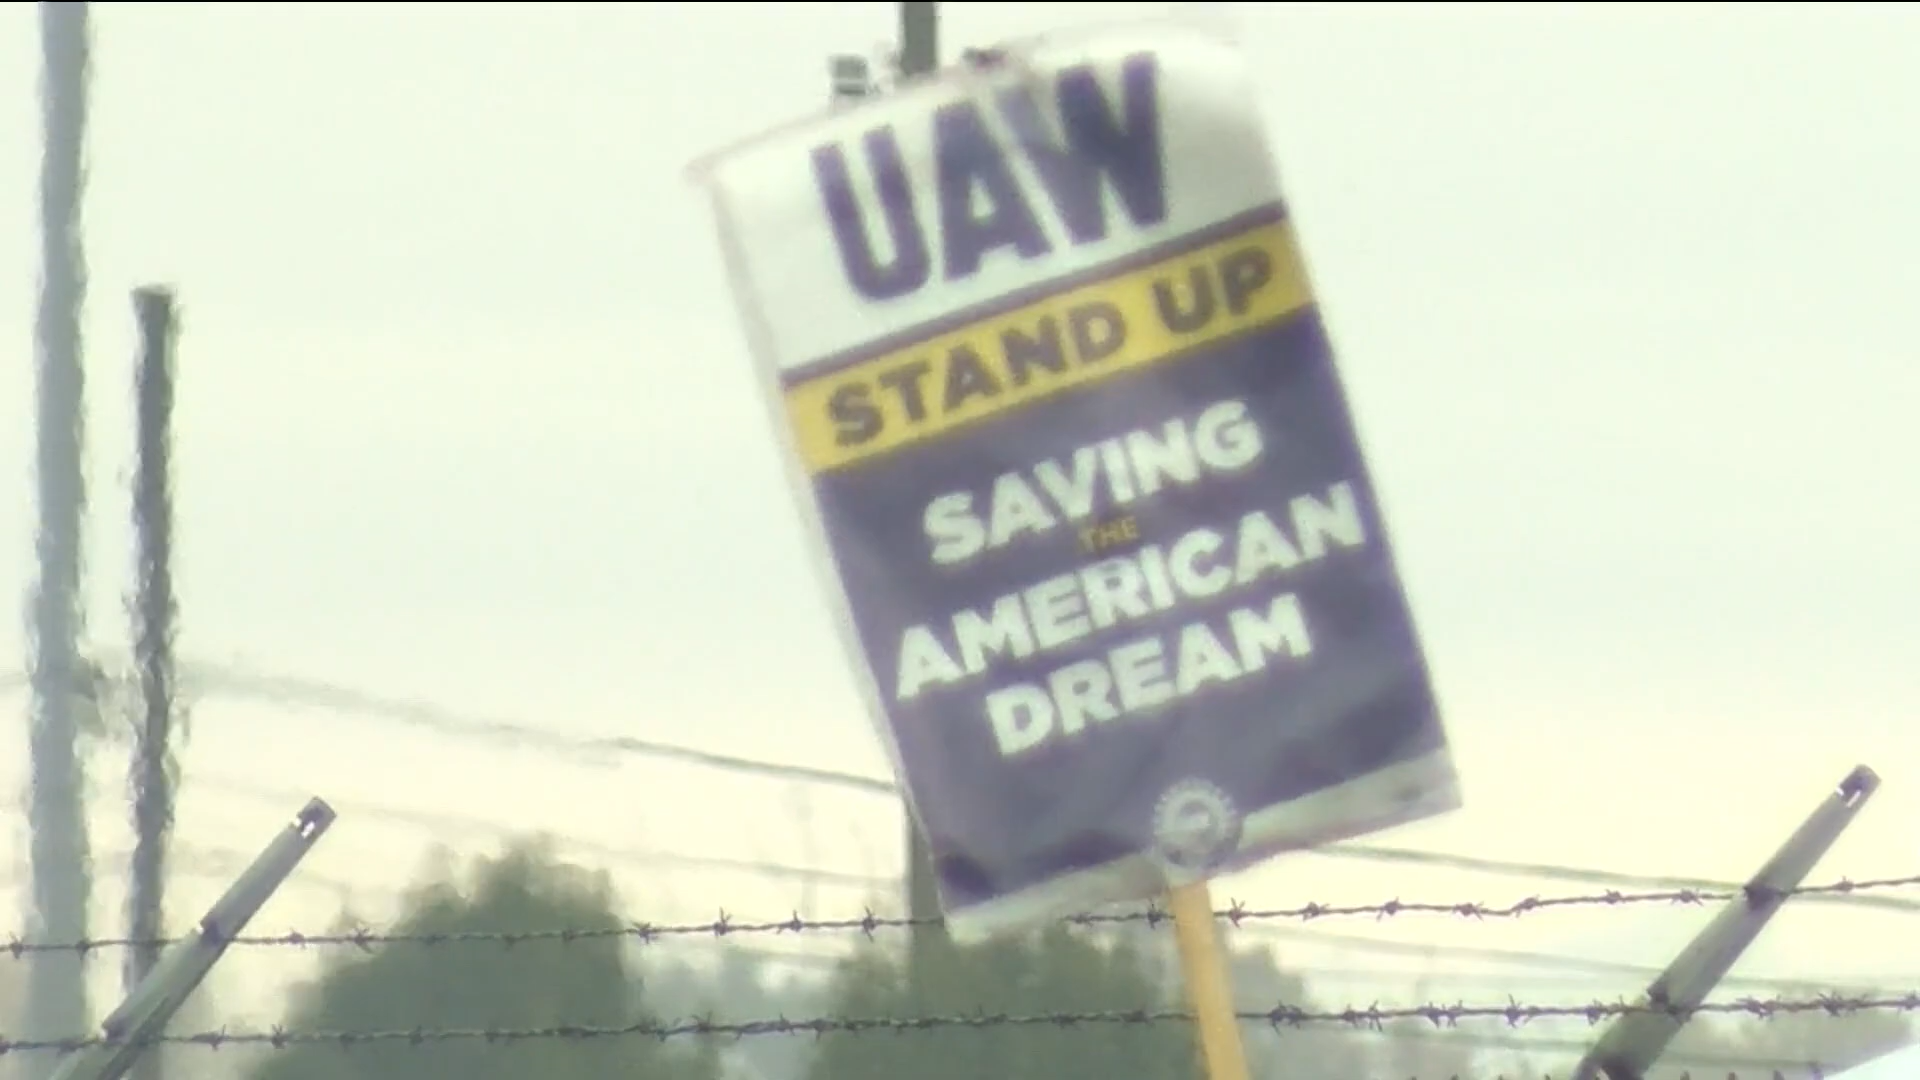 UAW
STAND UP
SAVING
THE
AMERICAN
DREAM